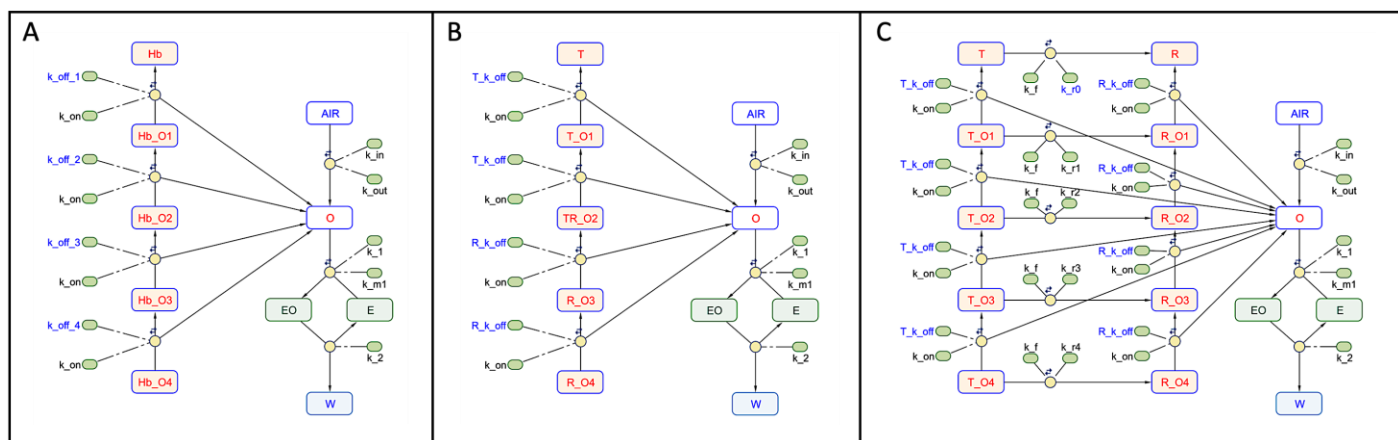 A
Hb
k_off_1
k_on
AIR
Hb_O1
k_in
k_off_2
k_out
k_on
Hb_O2
O
k_off_3
k_1
k_on
k_m1
Hb_O3
EO
E
k_off_4
k_2
k_on
Hb_O4
W
B
T
T_k_off
k_on
AIR
T_O1
k_in
T_k_off
k_out
k_on
TR_O2
O
R_k_off
k_1
k_on
k_m1
R_O3
EO
E
R_k_off
k_2
k_on
R_O4
W
C
T
R
k_f
k_r0
T_k_off
R_k_off
k_on
k_on
AIR
T_O1
R_O1
k_in
k_f
k_r1
T_k_off
R_k_off
k_out
k_on
k_on
k_f
k_r2
T_O2
R_O2
O
T_k_off
R_k_off
k_1
k_on
k_on
k_m1
k_f
k_r3
T_O3
R_O3
EO
E
T_k_off
R_k_off
k_2
k_on
k_on
k_f
k_r4
T_O4
R_O4
W